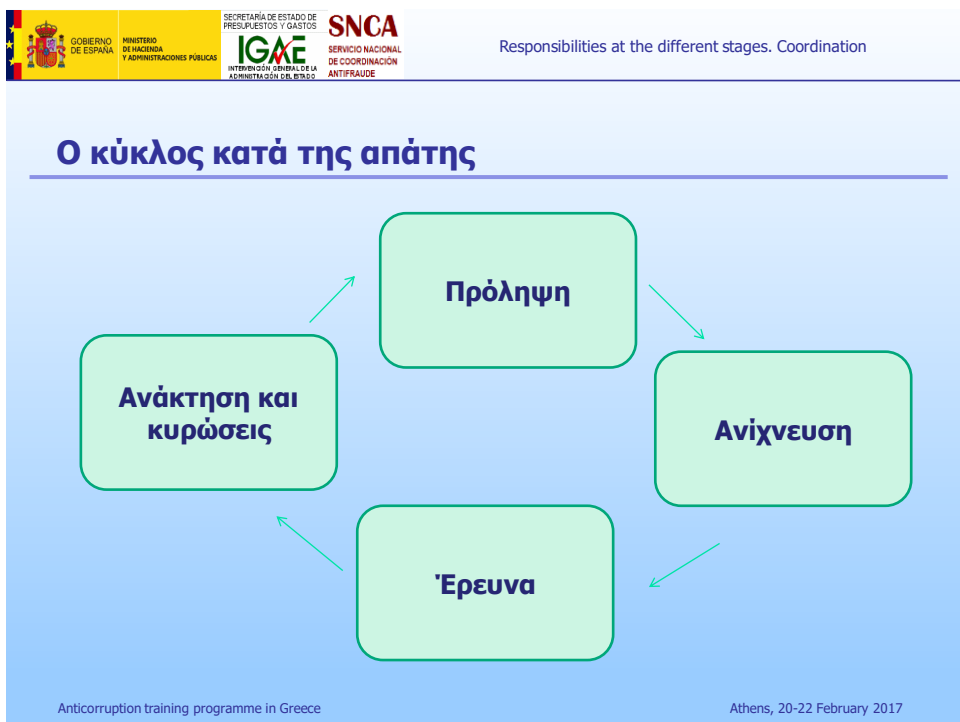 GOBIERNO
DE ESPAÑA
MINISTERIO
DE HACIENDA
Y ADMINISTRACIONES PÚBLICAS
SECRETARÍA DE ESTADO DE
PRESUPUESTOS Y GASTOS
IGAE
INTERVENCIÓN GENERAL DE LA
ADMINISTRACIÓN DEL ESTADO
SNCA
SERVICIO NACIONAL
DE COORDINACIÓN
ANTIFRAUDE
Responsibilities at the different stages. Coordination
Ο κύκλος κατά της απάτης
Πρόληψη
Ανίχνευση
Έρευνα
Ανάκτηση και
κυρώσεις
Anticorruption training programme in Greece
Athens, 20-22 February 2017